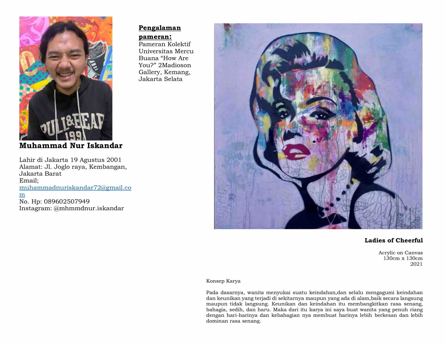 Pengalaman
pameran:
Pameran Kolektif
Universitas Mercu
Buana "How Are
You?" 2Madison
Gallery, Kemang,
Jakarta Selata
PULL&BEAR
Muhammad Nur Iskandar
Lahir di Jakarta 19 Agustus 2001
Alamat: Jl. Joglo raya, Kembangan,
Jakarta Barat
Email;
muhammadnuriskandar72@gmail.co
m
No. Hp: 089602507949
Instagram: @mhmmdnur.iskandar
Ladies of Cheerful
Acrylic on Canvas
130cm x 130cm
2021
Konsep Karya
Pada dasarnya, wanita menyukai suatu keindahan,dan selalu mengagumi keindahan
dan keunikan yang terjadi di sekitarnya maupun yang ada di alam,baik secara langsung
maupun tidak langsung. Keunikan dan keindahan itu membangkitkan rasa senang,
bahagia, sedih, dan haru. Maka dari itu karya ini saya buat wanita yang penuh riang
dengan hari-harinya dan kebahagian nya membuat harinya lebih berkesan dan lebih
dominan rasa senang.